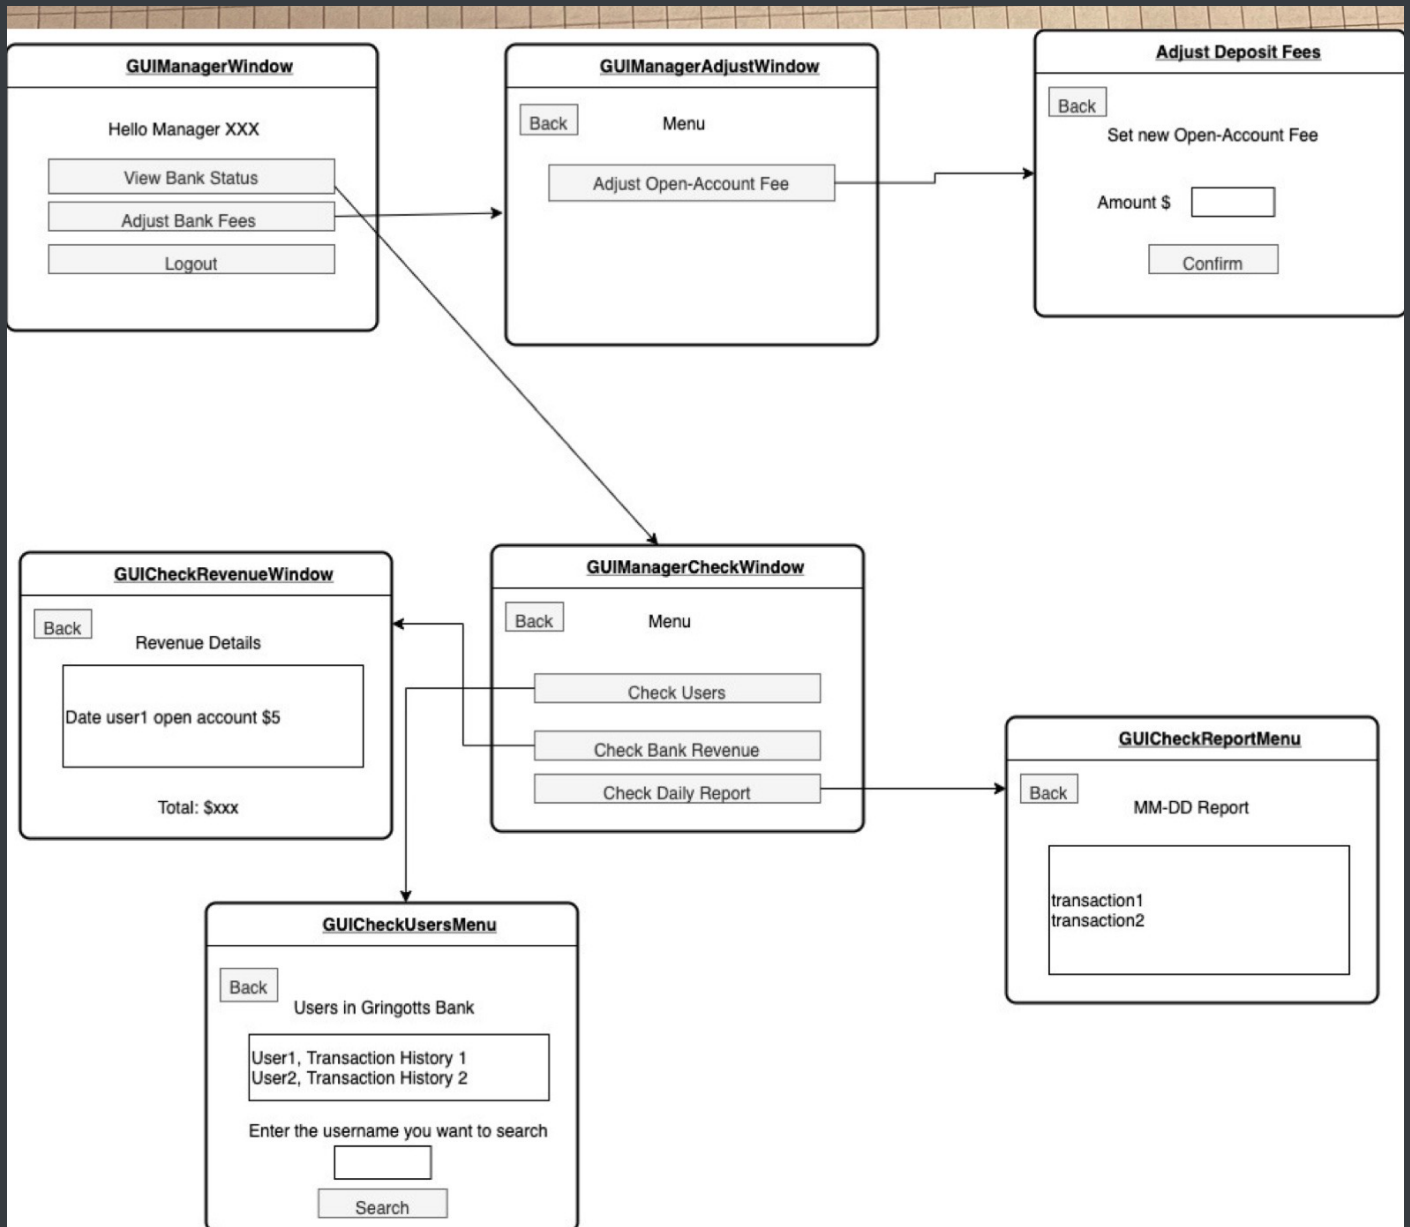 GUIManagerWindow
Hello Manager XXX
View Bank Status
Adjust Bank Fees
Logout
GUIManagerAdjustWindow
Back
Menu
Adjust Open-Account Fee
Adjust Deposit Fees
Back
Set new Open-Account Fee
Amount $
Confirm
GUICheckRevenueWindow
Back
Revenue Details
Date user1 open account $5
Total: $xxx
GUIManagerCheckWindow
Back
Menu
Check Users
Check Bank Revenue
Check Daily Report
GUICheckReportMenu
Back
MM-DD Report
transaction1
transaction2
GUICheckUsersMenu
Back
Users in Gringotts Bank
User1, Transaction History 1
User2, Transaction History 2
Enter the username you want to search
Search